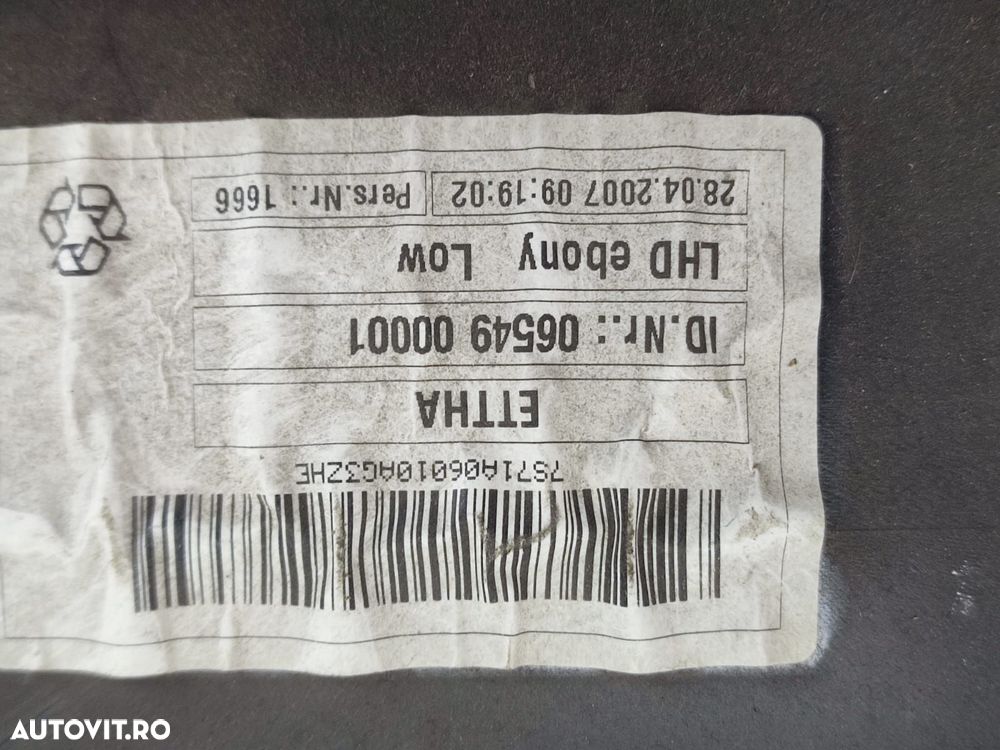 7S71A06010AG3ZHE
ETTHA
ID.Nr.: 06549 00001
LHD ebony Low
28.04.2007 09:19:02 Pers.Nr.: 1666
AUTOVIT.RO